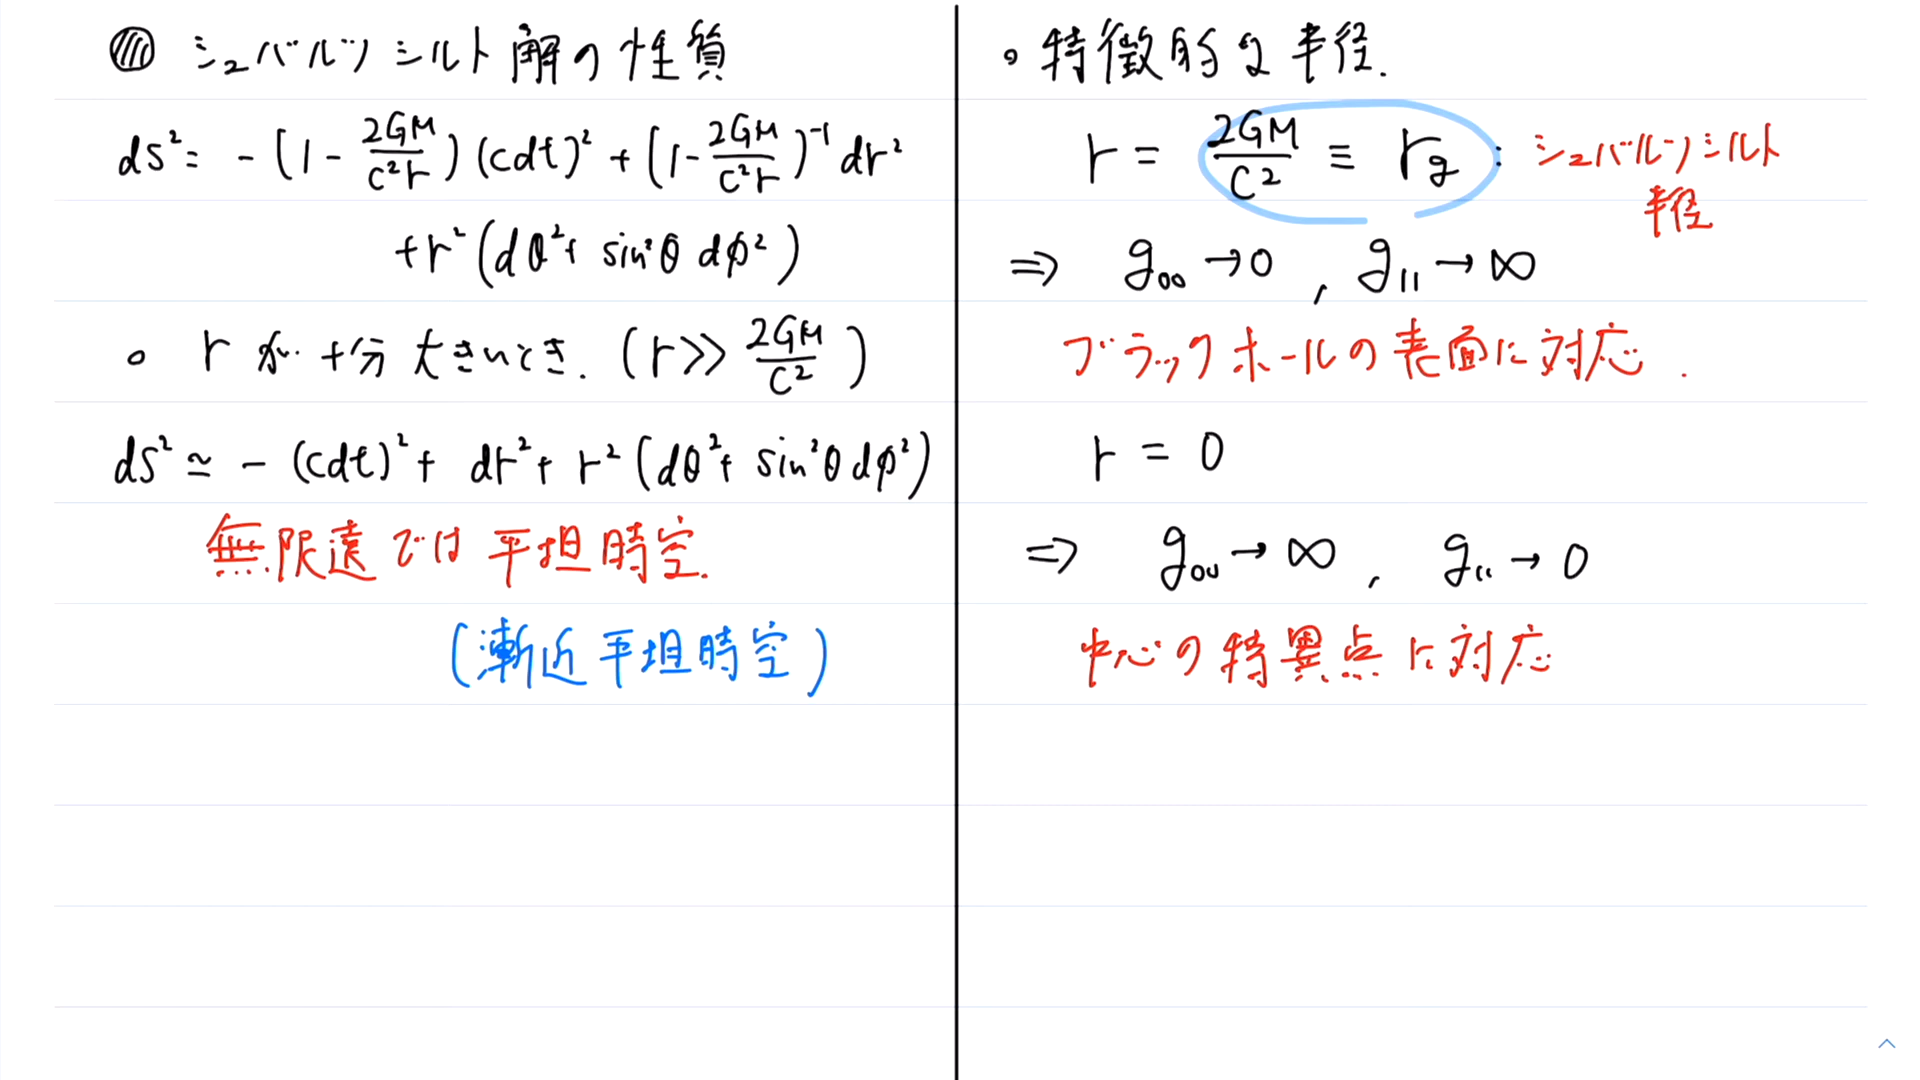 シュバルツシルト解の性質
ds² = -(1 - 2GM/c²r)(cdt)² + (1 - 2GM/c²r)⁻¹ dr²
+ r²(dθ² + sin²θ dφ²)
○ rが十分大きいとき. (r ≫ 2GM/c²)
ds² ≃ -(cdt)² + dr² + r²(dθ² + sin²θ dφ²)
無限遠では平坦時空.
(漸近平坦時空)
○ 特徴的な半径.
r = 2GM/c² ≡ rg : シュバルツシルト
半径
⇒ g₀₀ → 0 , g₁₁ → ∞
ブラックホールの表面に対応.
r = 0
⇒ g₀₀ → ∞ , g₁₁ → 0
中心の特異点に対応